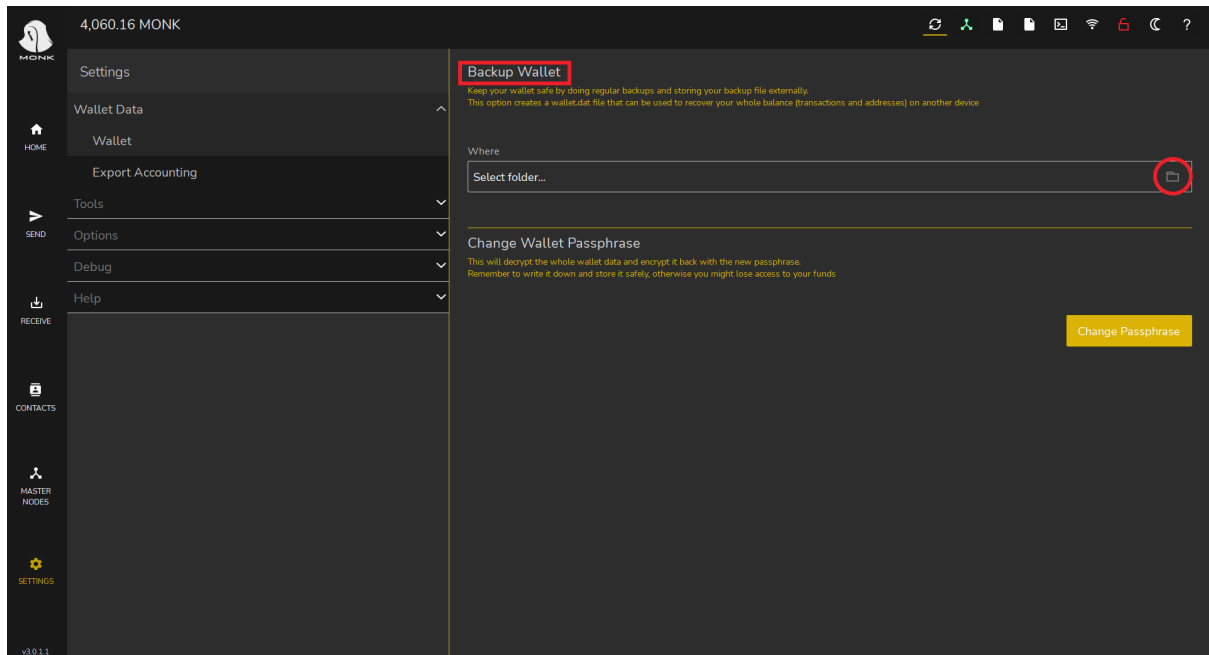 4,060.16 MONK
?
MONK
HOME
SEND
RECEIVE
CONTACTS
MASTER
NODES
SETTINGS
v3.0.1.1
Settings
Wallet Data
Wallet
Export Accounting
Tools
Options
Debug
Help
Backup Wallet
Keep your wallet safe by doing regular backups and storing your backup file externally.
This option creates a wallet.dat file that can be used to recover your whole balance (transactions and addresses) on another device
Where
Select folder...
Change Wallet Passphrase
This will decrypt the whole wallet data and encrypt it back with the new passphrase.
Remember to write it down and store it safely, otherwise you might lose access to your funds
Change Passphrase